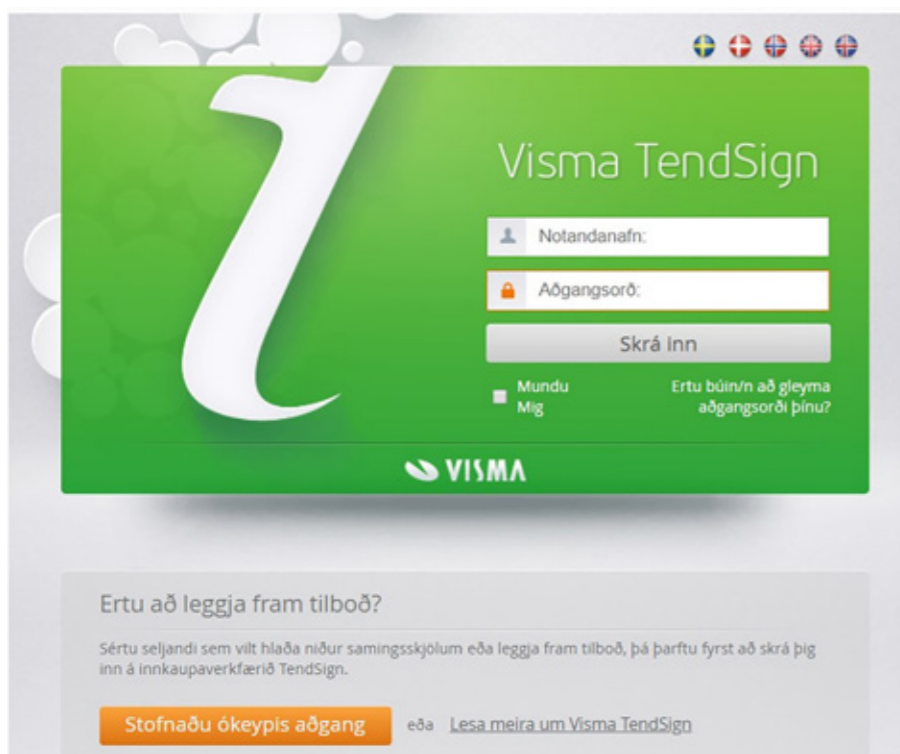 Visma TendSign
Notandanafn:
Aðgangsorð:
Skrá inn
Mundu
Mig
Ertu búin/n að gleyma
aðgangsorði þínu?
VISMA
Ertu að leggja fram tilboð?
Sértu seljandi sem vilt hlaða niður samingsskjölum eða leggja fram tilboð, þá þarftu fyrst að skrá þig
inn á innkaupaverkfærið TendSign.
Stofnaðu ókeypis aðgang eða Lesa meira um Visma TendSign